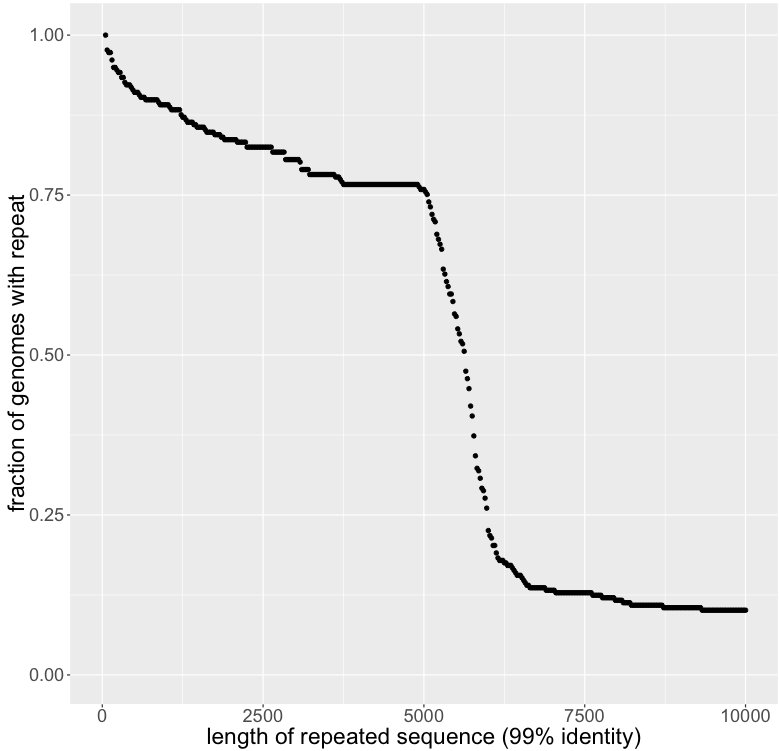 fraction of genomes with repeat
1.00
0.75
0.50
0.25
0.00
0 2500 5000 7500 10000
length of repeated sequence (99% identity)